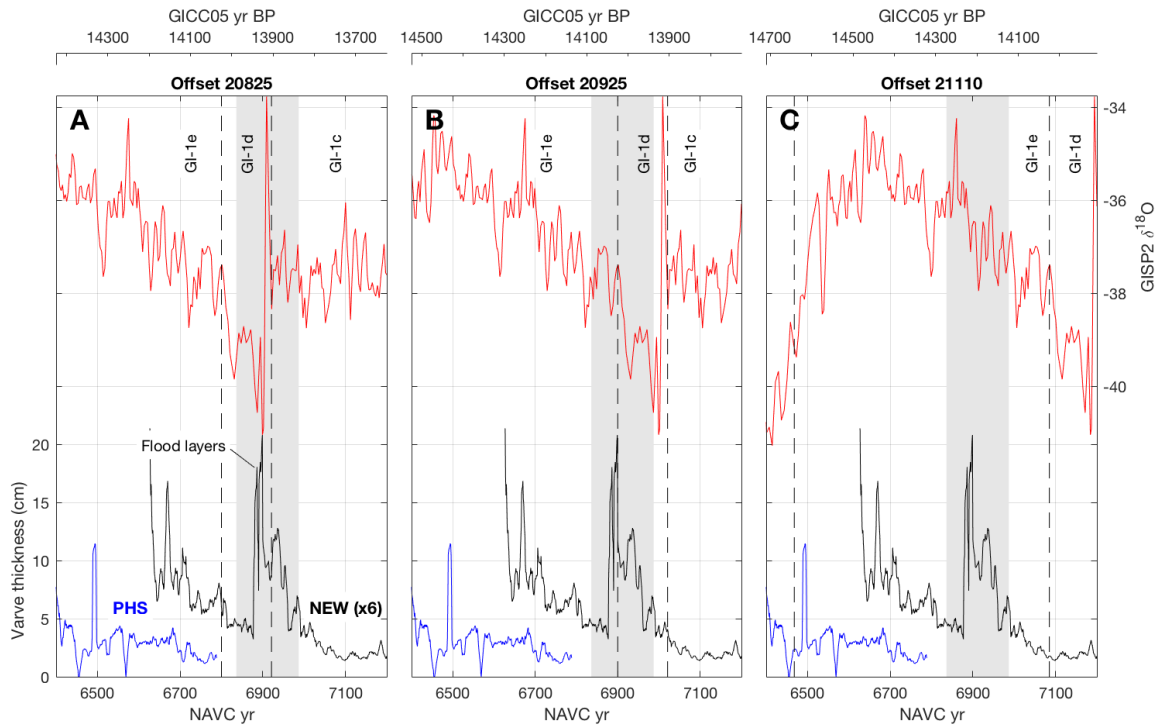 GICC05 yr BP GICC05 yr BP GICC05 yr BP
14300 14100 13900 13700 14500 14300 14100 13900 14700 14500 14300 14100
Offset 20825 Offset 20925 Offset 21110
A B C
GI-1e GI-1d GI-1c GI-1e GI-1d GI-1c GI-1e GI-1d
-34
-36
-38
-40
GISP2 δ18O
Flood layers
20
15
10
5
0
Varve thickness (cm)
PHS NEW (x6)
6500 6700 6900 7100 6500 6700 6900 7100 6500 6700 6900 7100
NAVC yr NAVC yr NAVC yr